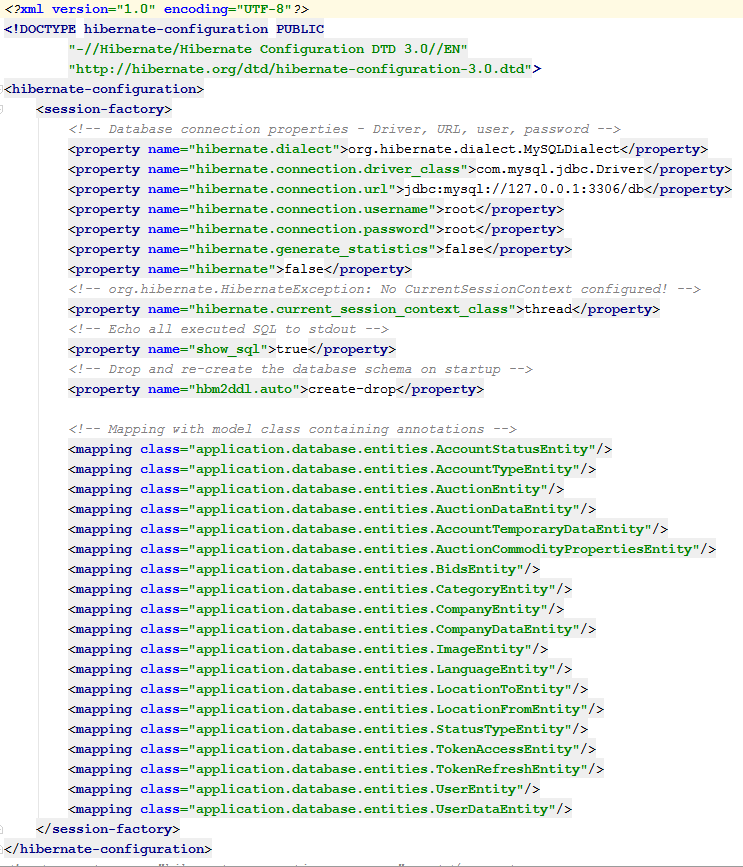 <?xml version="1.0" encoding="UTF-8"?>
<!DOCTYPE hibernate-configuration PUBLIC
        "-//Hibernate/Hibernate Configuration DTD 3.0//EN"
        "http://hibernate.org/dtd/hibernate-configuration-3.0.dtd">
<hibernate-configuration>
    <session-factory>
        <!-- Database connection properties - Driver, URL, user, password -->
        <property name="hibernate.dialect">org.hibernate.dialect.MySQLDialect</property>
        <property name="hibernate.connection.driver_class">com.mysql.jdbc.Driver</property>
        <property name="hibernate.connection.url">jdbc:mysql://127.0.0.1:3306/db</property>
        <property name="hibernate.connection.username">root</property>
        <property name="hibernate.connection.password">root</property>
        <property name="hibernate.generate_statistics">false</property>
        <property name="hibernate">false</property>
        <!-- org.hibernate.HibernateException: No CurrentSessionContext configured! -->
        <property name="hibernate.current_session_context_class">thread</property>
        <!-- Echo all executed SQL to stdout -->
        <property name="show_sql">true</property>
        <!-- Drop and re-create the database schema on startup -->
        <property name="hbm2ddl.auto">create-drop</property>

        <!-- Mapping with model class containing annotations -->
        <mapping class="application.database.entities.AccountStatusEntity"/>
        <mapping class="application.database.entities.AccountTypeEntity"/>
        <mapping class="application.database.entities.AuctionEntity"/>
        <mapping class="application.database.entities.AuctionDataEntity"/>
        <mapping class="application.database.entities.AccountTemporaryDataEntity"/>
        <mapping class="application.database.entities.AuctionCommodityPropertiesEntity"/>
        <mapping class="application.database.entities.BidsEntity"/>
        <mapping class="application.database.entities.CategoryEntity"/>
        <mapping class="application.database.entities.CompanyEntity"/>
        <mapping class="application.database.entities.CompanyDataEntity"/>
        <mapping class="application.database.entities.ImageEntity"/>
        <mapping class="application.database.entities.LanguageEntity"/>
        <mapping class="application.database.entities.LocationToEntity"/>
        <mapping class="application.database.entities.LocationFromEntity"/>
        <mapping class="application.database.entities.StatusTypeEntity"/>
        <mapping class="application.database.entities.TokenAccessEntity"/>
        <mapping class="application.database.entities.TokenRefreshEntity"/>
        <mapping class="application.database.entities.UserEntity"/>
        <mapping class="application.database.entities.UserDataEntity"/>
    </session-factory>
</hibernate-configuration>